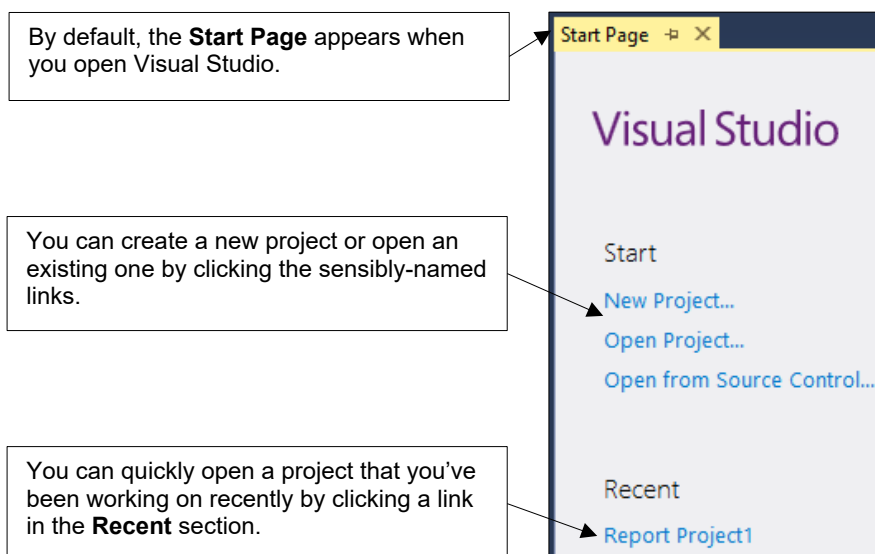 By default, the Start Page appears when
you open Visual Studio.
Start Page
Visual Studio
You can create a new project or open an
existing one by clicking the sensibly-named
links.
Start
New Project...
Open Project...
Open from Source Control...
You can quickly open a project that you’ve
been working on recently by clicking a link
in the Recent section.
Recent
Report Project1